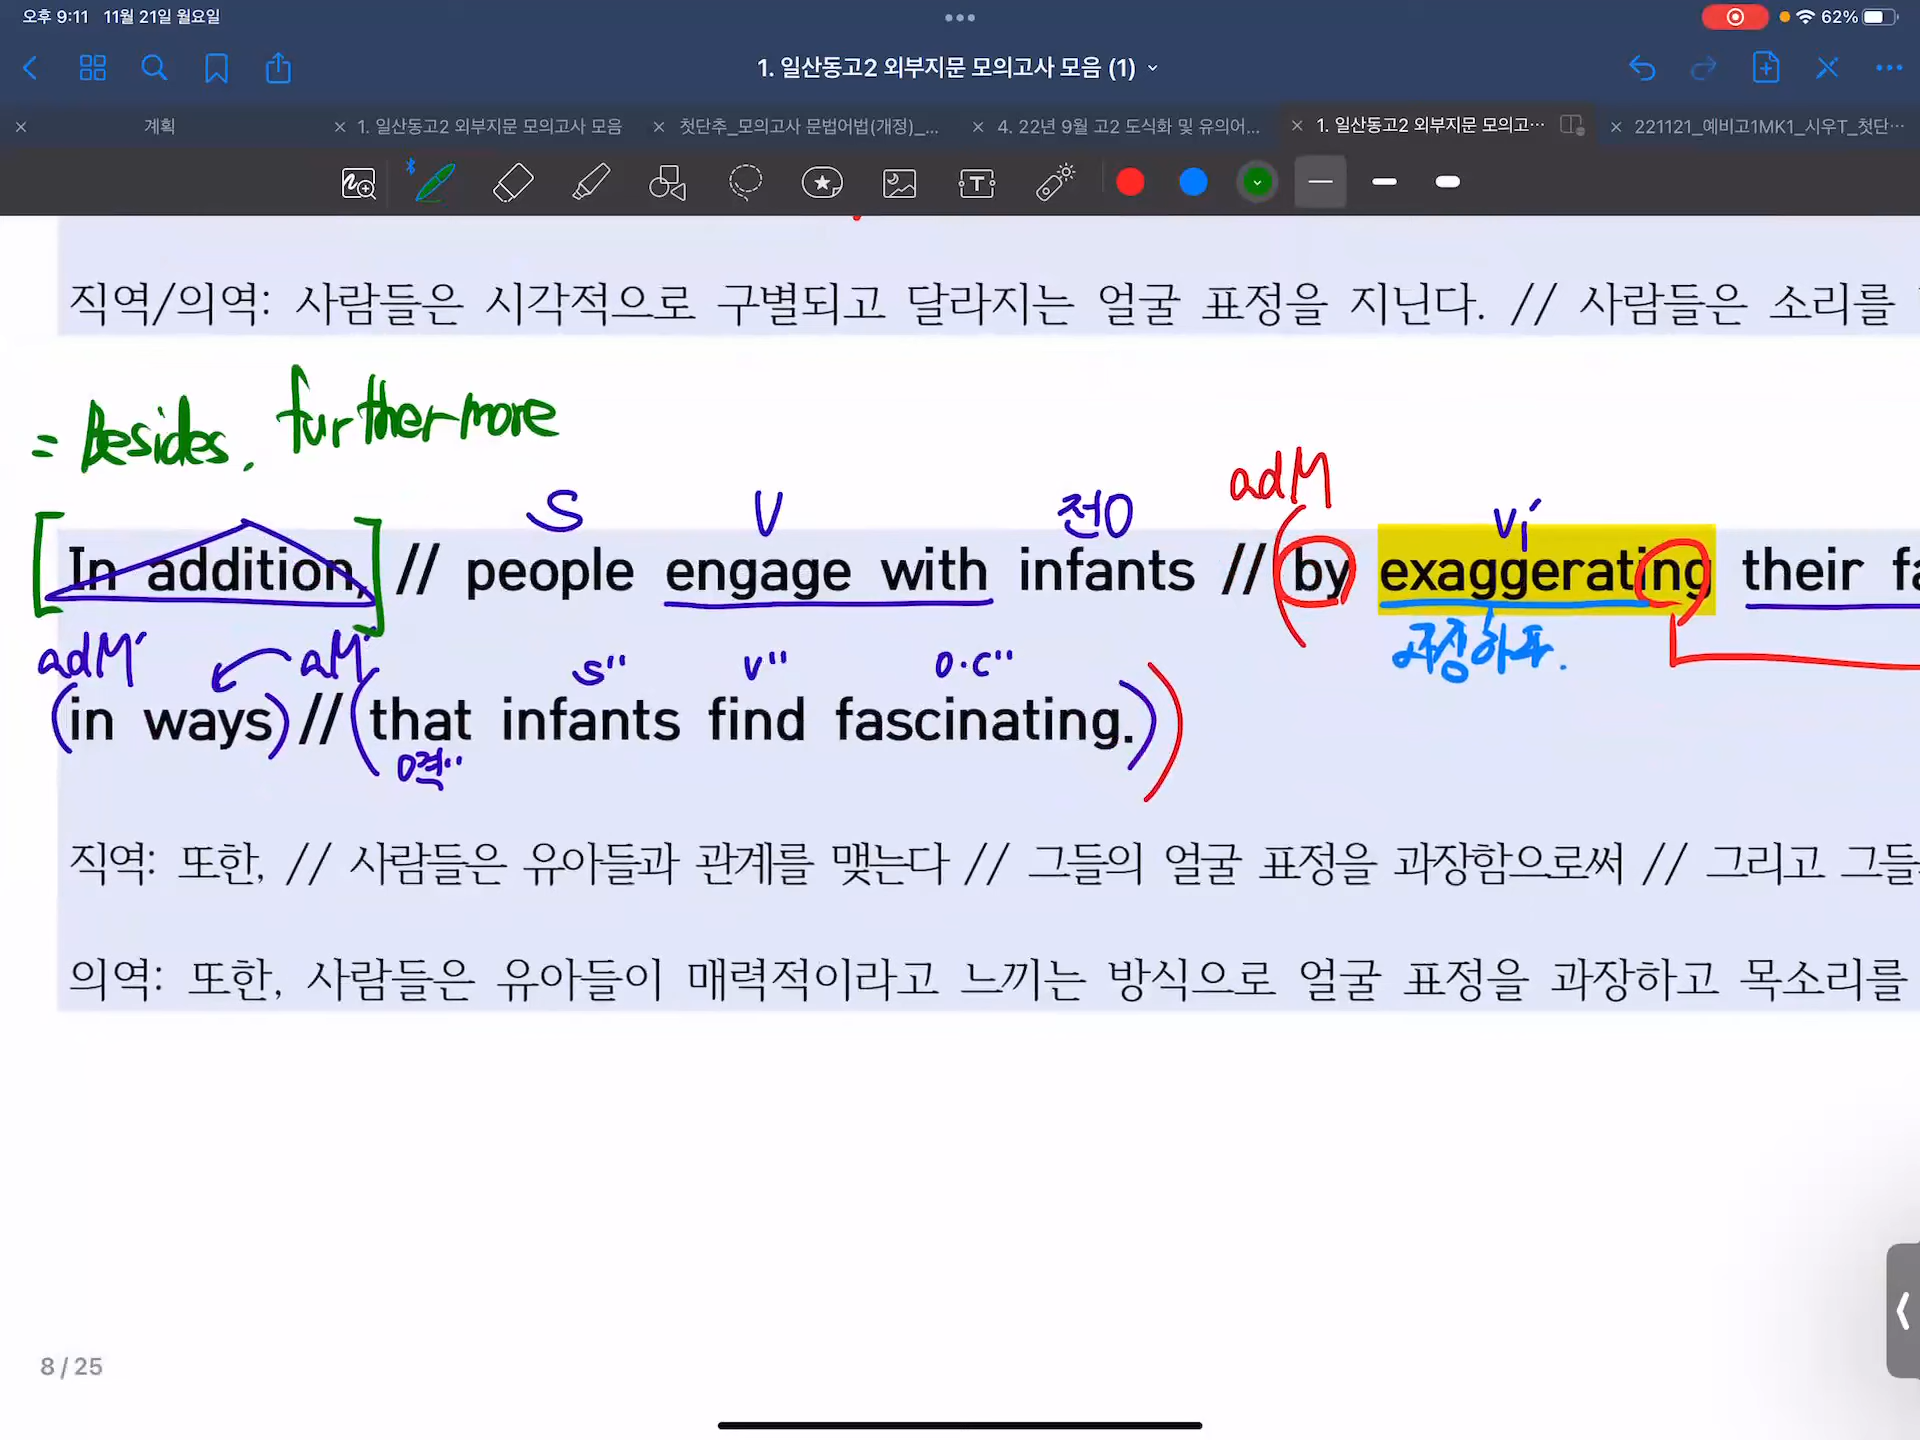 오후 9:11 11월 21일 월요일
62%
1. 일산동고2 외부지문 모의고사 모음 (1)
계획
1. 일산동고2 외부지문 모의고사 모음
첫단추_모의고사 문법어법(개정)_...
4. 22년 9월 고2 도식화 및 유의어...
1. 일산동고2 외부지문 모의고...
221121_예비고1MK1_시우T_첫단...
직역/의역: 사람들은 시각적으로 구별되고 달라지는 얼굴 표정을 지닌다. // 사람들은 소리를
= Besides, furthermore
S V 전O adM v1'
[In addition,] // people engage with infants // (by exaggerating their fa
adM' aM' s'' v'' o.c'' 과장하다.
(in ways) // (that infants find fascinating.))
O격''
직역: 또한, // 사람들은 유아들과 관계를 맺는다 // 그들의 얼굴 표정을 과장함으로써 // 그리고 그들
의역: 또한, 사람들은 유아들이 매력적이라고 느끼는 방식으로 얼굴 표정을 과장하고 목소리를
8 / 25